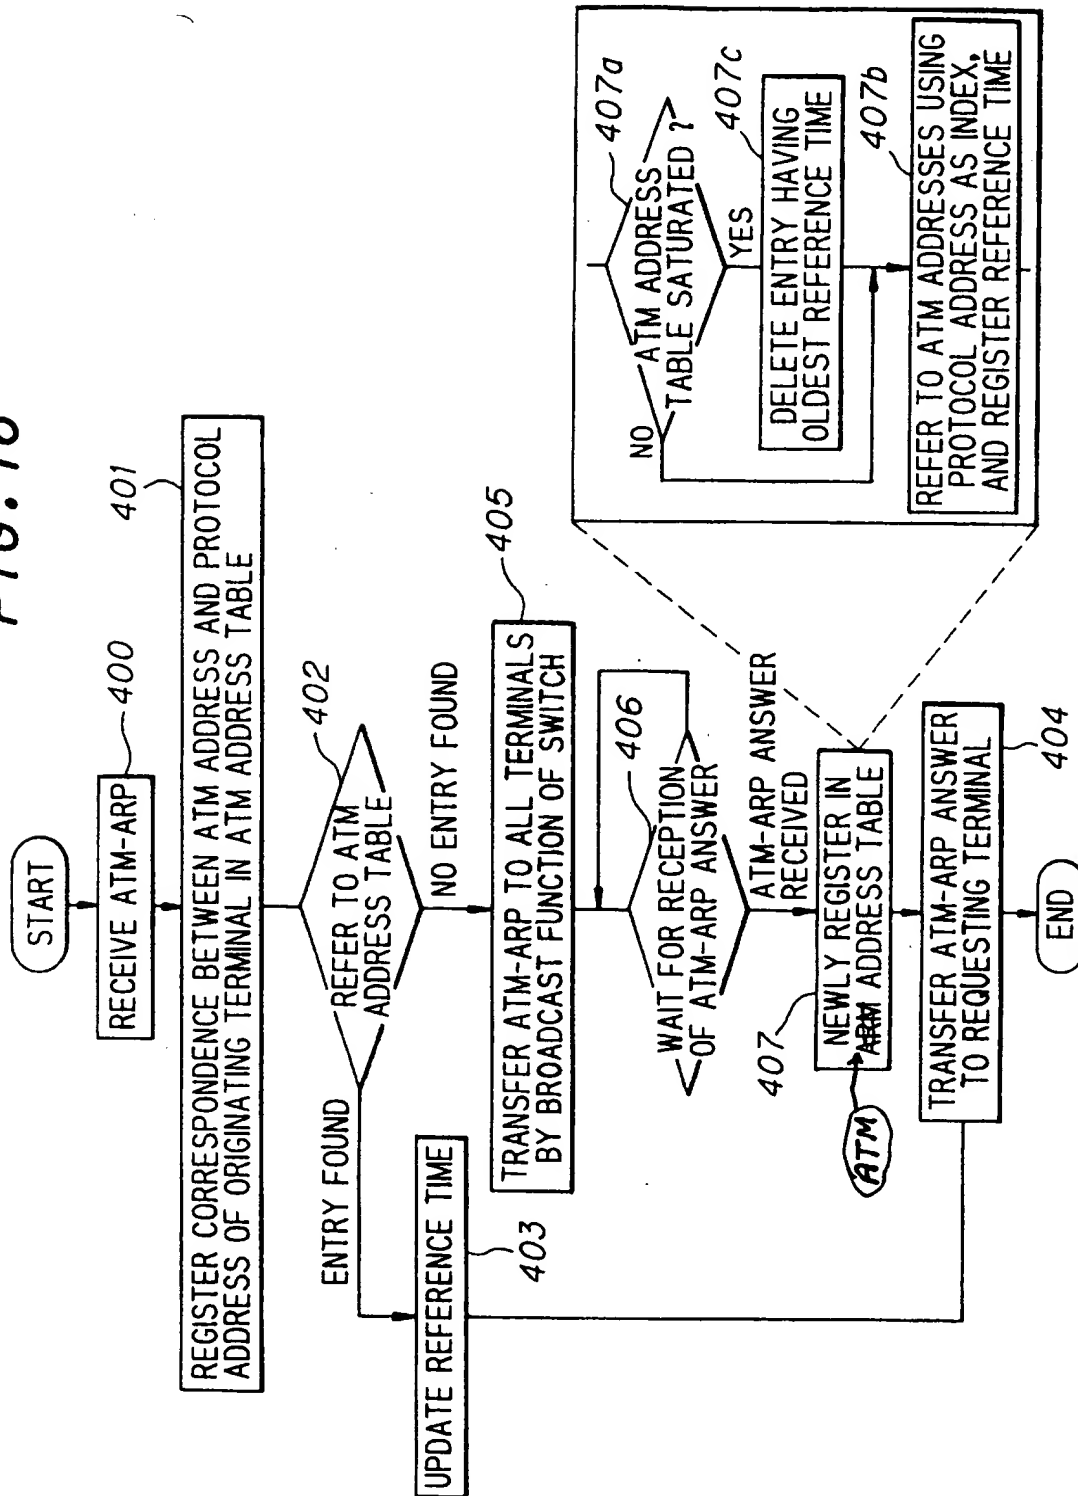 START
RECEIVE ATM-ARP
400
REGISTER CORRESPONDENCE BETWEEN ATM ADDRESS AND PROTOCOL
ADDRESS OF ORIGINATING TERMINAL IN ATM ADDRESS TABLE
401
REFER TO ATM
ADDRESS TABLE
402
ENTRY FOUND
NO ENTRY FOUND
UPDATE REFERENCE TIME
403
TRANSFER ATM-ARP TO ALL TERMINALS
BY BROADCAST FUNCTION OF SWITCH
405
WAIT FOR RECEPTION
OF ATM-ARP ANSWER
406
ATM-ARP ANSWER
RECEIVED
407
NEWLY REGISTER IN
ARM ADDRESS TABLE
ATM
TRANSFER ATM-ARP ANSWER
TO REQUESTING TERMINAL
404
END
407a
ATM ADDRESS
TABLE SATURATED ?
NO
YES
407c
DELETE ENTRY HAVING
OLDEST REFERENCE TIME
407b
REFER TO ATM ADDRESSES USING
PROTOCOL ADDRESS AS INDEX,
AND REGISTER REFERENCE TIME